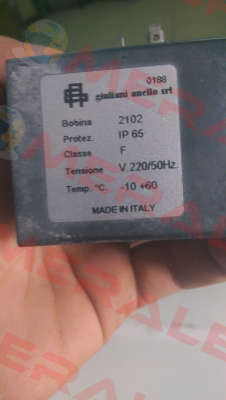 0188
giuliani anello srl
Bobina 2102
Protez. IP 65
Classe F
Tensione V.220/50Hz.
Temp. °C. -10 +60
MADE IN ITALY